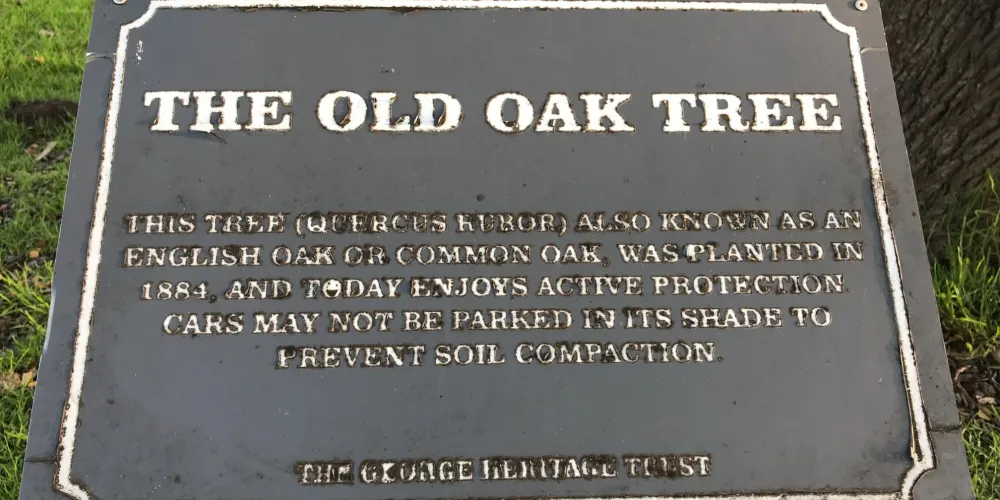 THE OLD OAK TREE
THIS TREE (QUERCUS RUBOR) ALSO KNOWN AS AN
ENGLISH OAK OR COMMON OAK, WAS PLANTED IN
1884, AND TODAY ENJOYS ACTIVE PROTECTION.
CARS MAY NOT BE PARKED IN ITS SHADE TO
PREVENT SOIL COMPACTION.
THE GEORGE HERITAGE TRUST